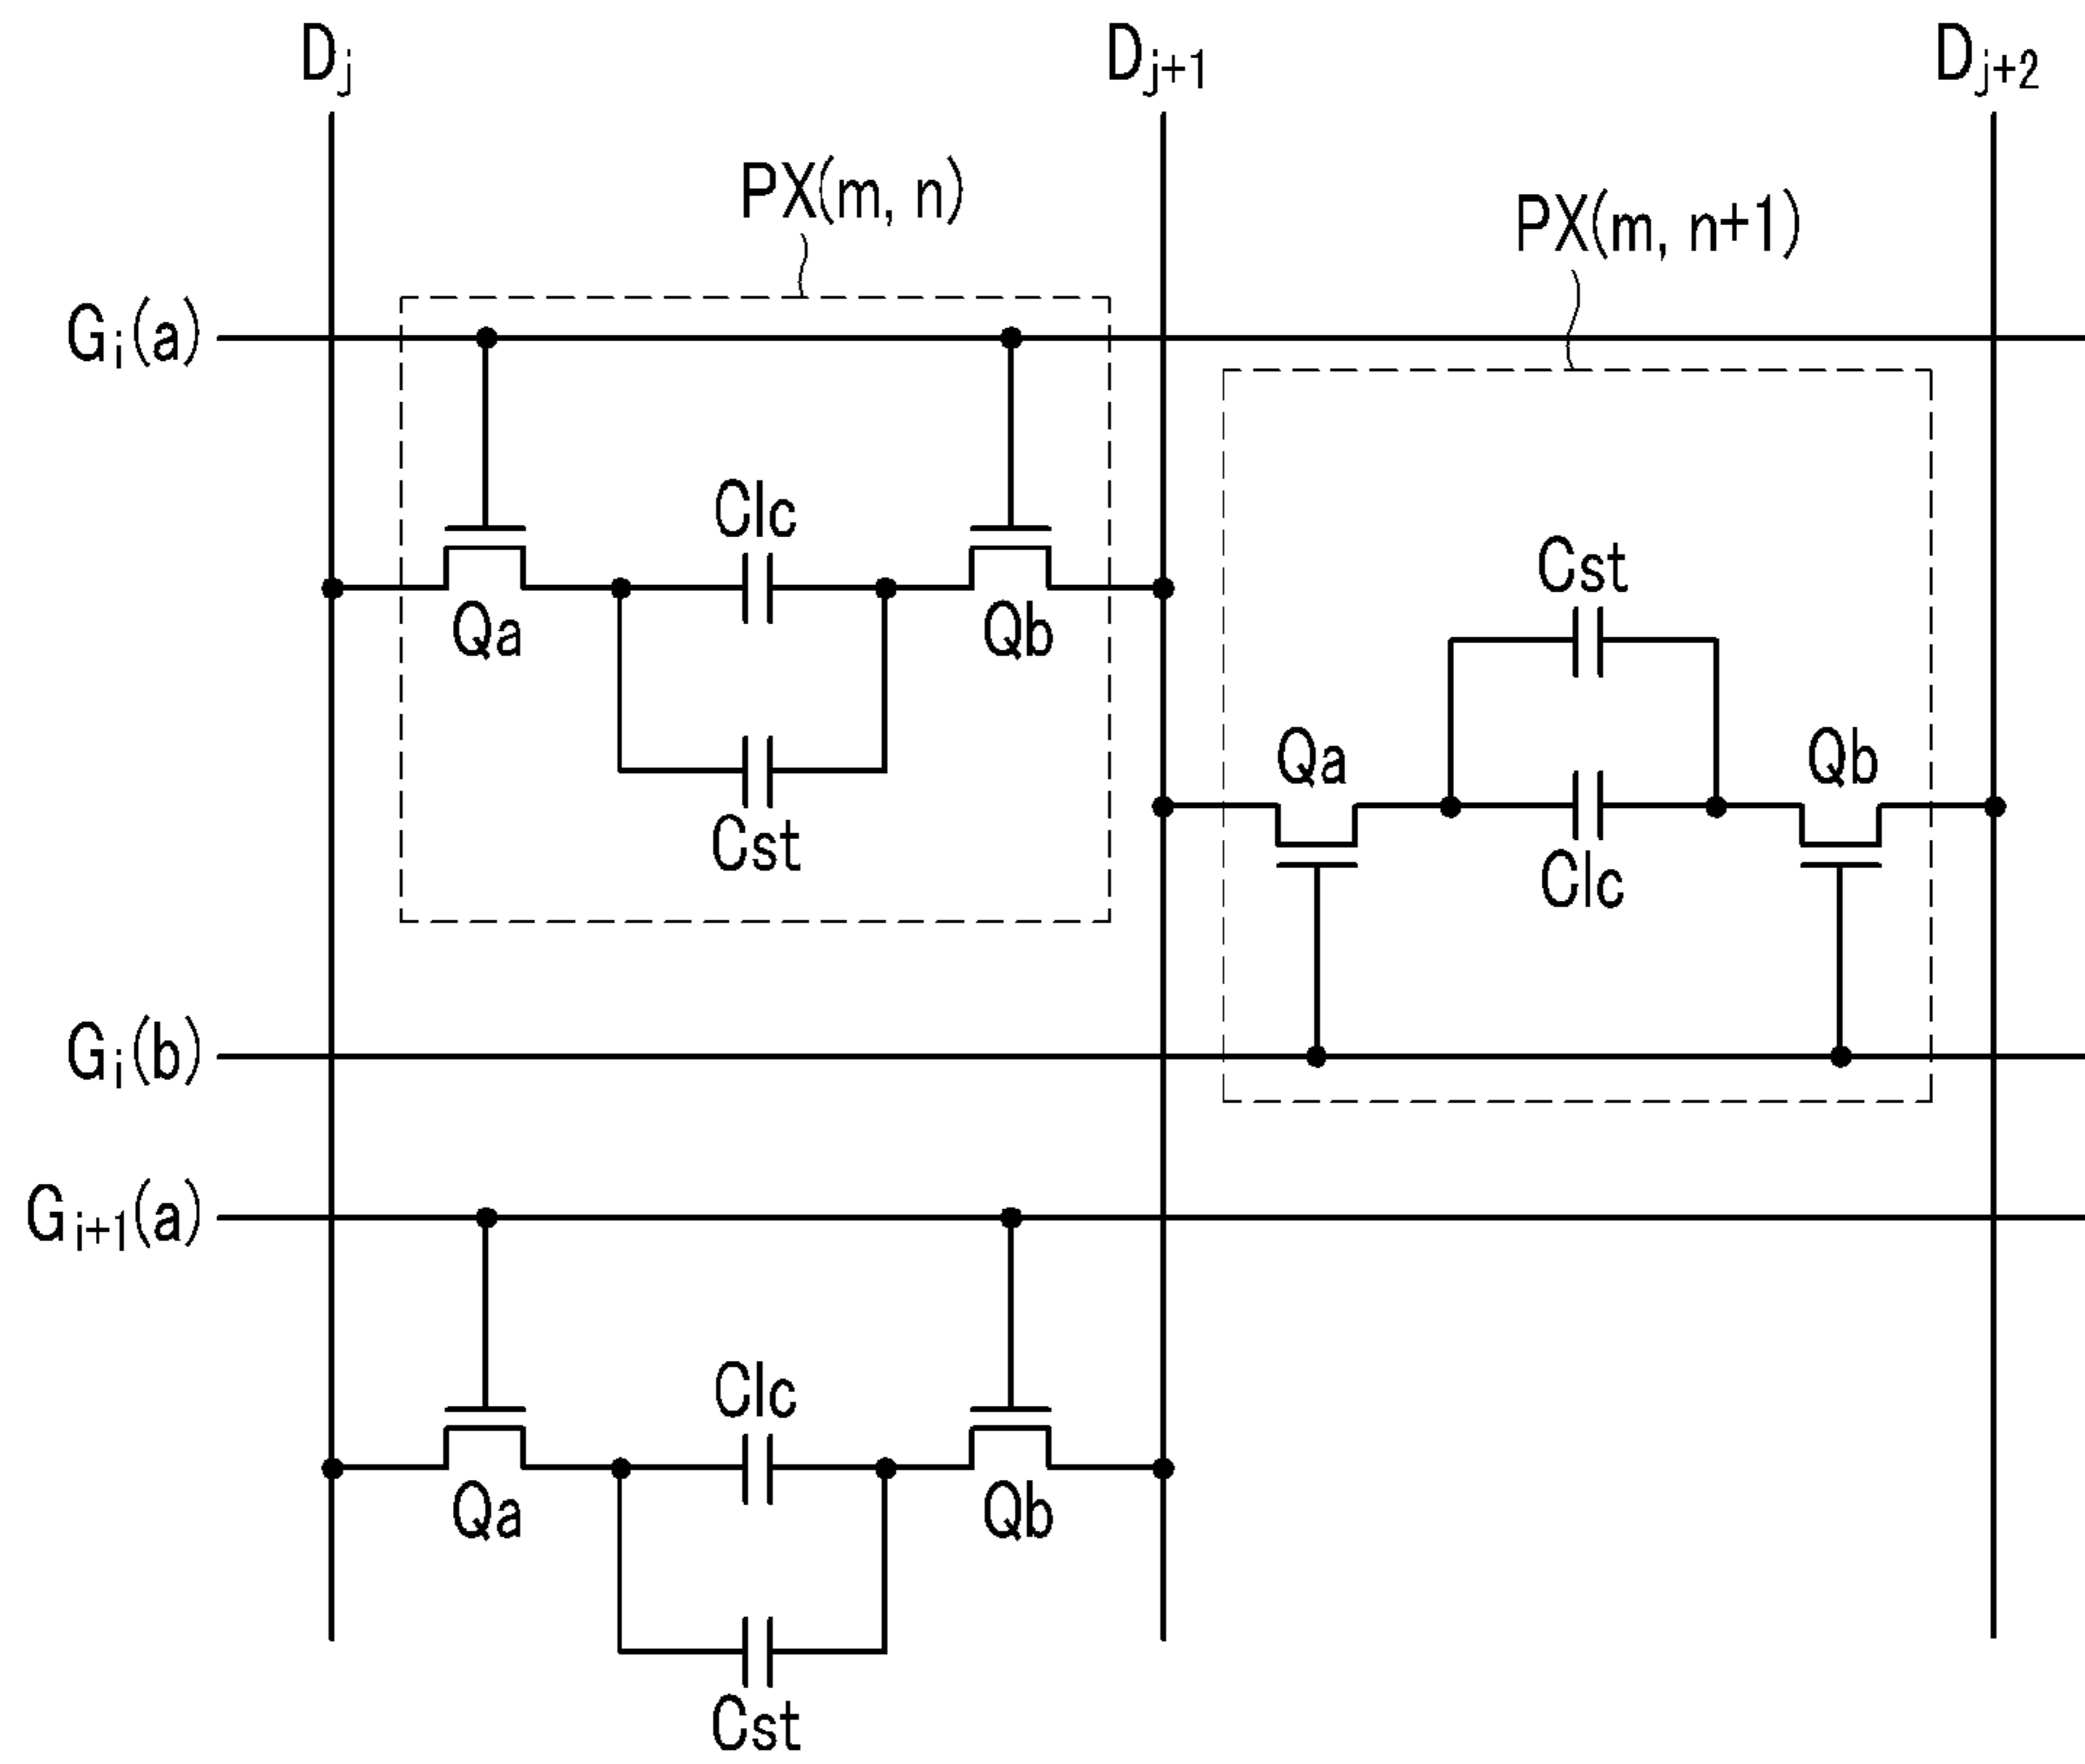 Dj Dj+1 Dj+2
PX(m, n)
PX(m, n+1)
Gi(a)
Clc
Cst
Qa Qb
Qa Qb
Cst
Clc
Gi(b)
Gi+1(a)
Clc
Qa Qb
Cst